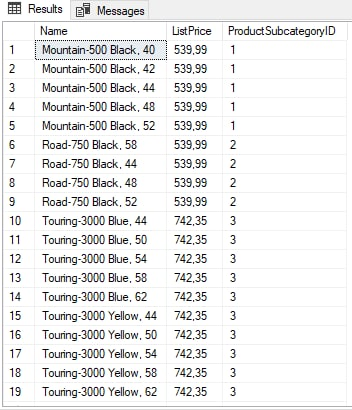 Results Messages
Name ListPrice ProductSubcategoryID
1 Mountain-500 Black, 40 539,99 1
2 Mountain-500 Black, 42 539,99 1
3 Mountain-500 Black, 44 539,99 1
4 Mountain-500 Black, 48 539,99 1
5 Mountain-500 Black, 52 539,99 1
6 Road-750 Black, 58 539,99 2
7 Road-750 Black, 44 539,99 2
8 Road-750 Black, 48 539,99 2
9 Road-750 Black, 52 539,99 2
10 Touring-3000 Blue, 44 742,35 3
11 Touring-3000 Blue, 50 742,35 3
12 Touring-3000 Blue, 54 742,35 3
13 Touring-3000 Blue, 58 742,35 3
14 Touring-3000 Blue, 62 742,35 3
15 Touring-3000 Yellow, 44 742,35 3
16 Touring-3000 Yellow, 50 742,35 3
17 Touring-3000 Yellow, 54 742,35 3
18 Touring-3000 Yellow, 58 742,35 3
19 Touring-3000 Yellow, 62 742,35 3